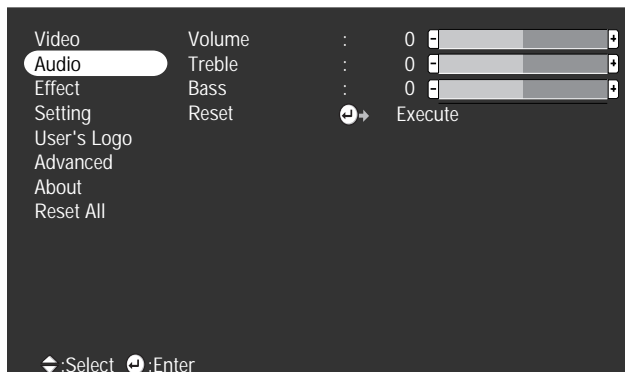 Video Volume : 0 - +
Audio Treble : 0 - +
Effect Bass : 0 - +
Setting Reset Execute
User's Logo
Advanced
About
Reset All
:Select :Enter